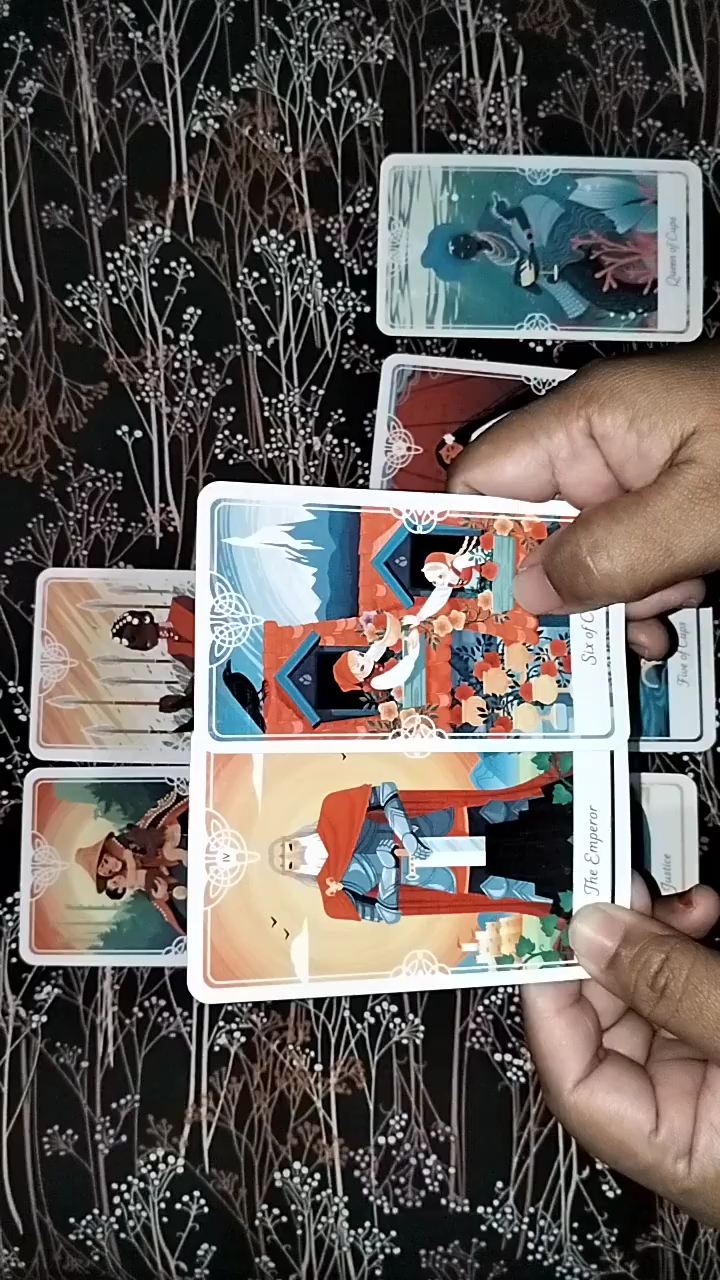 Queen of Cups
Six of C
Five of Cups
IV
The Emperor
Justice